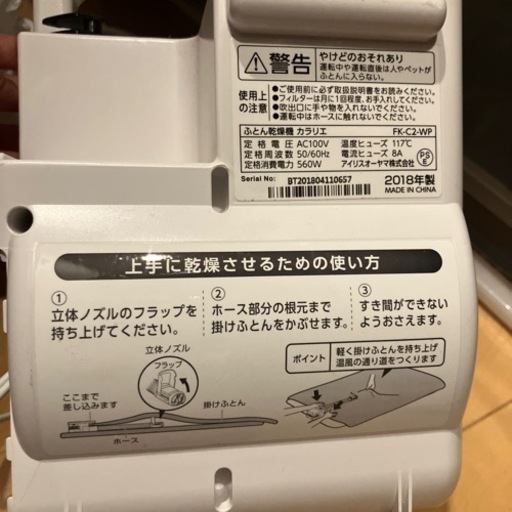 警告
やけどのおそれあり
運転中や運転直後は人やペットが
ふとんに入らない。
使用上の注意
●ご使用前に必ず取扱説明書をお読みください。
●フィルターは月に1回程度、お手入れしてください。
●吹出口に手や物を入れないでください。
●運転中はホースに触れないでください。
ふとん乾燥機 カラリエ FK-C2-WP
定格電圧 AC100V 温度ヒューズ 117℃
定格周波数 50/60Hz 電流ヒューズ 8A
定格消費電力 560W アイリスオーヤマ株式会社
PSE
Serial No: BT201804110657
2018年製
MADE IN CHINA
上手に乾燥させるための使い方
①
立体ノズルのフラップを
持ち上げてください。
②
ホース部分の根元まで
掛けふとんをかぶせます。
③
すき間ができない
ようおさえます。
立体ノズル
フラップ
ここまで
差し込みます
掛けふとん
ホース
ポイント
軽く掛けふとんを持ち上げ
温風の通り道をつくります